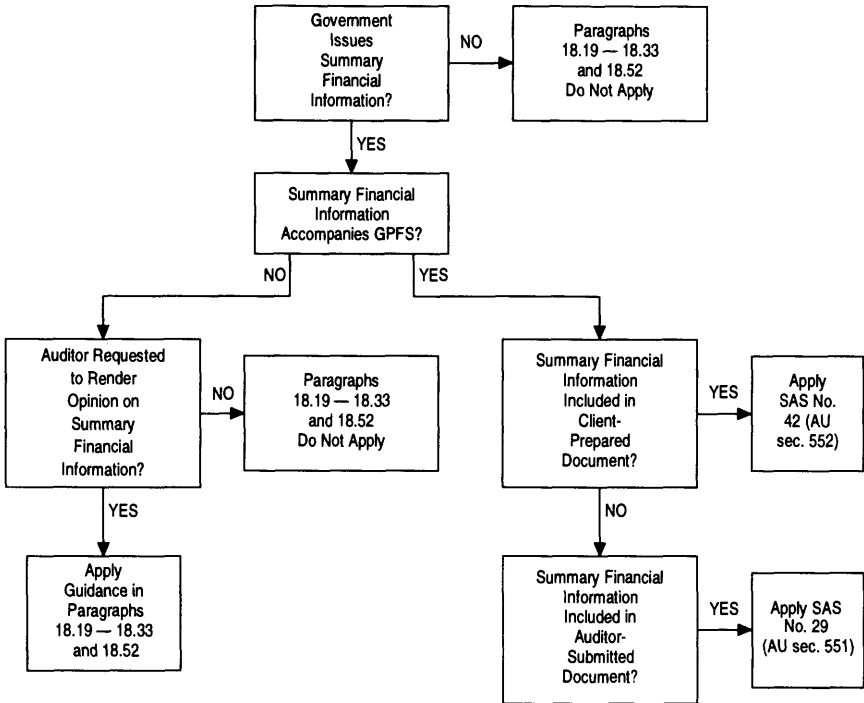 Government
Issues
Summary
Financial
Information?
NO
Paragraphs
18.19 — 18.33
and 18.52
Do Not Apply
YES
Summary Financial
Information
Accompanies GPFS?
NO
YES
Auditor Requested
to Render
Opinion on
Summary
Financial
Information?
NO
Paragraphs
18.19 — 18.33
and 18.52
Do Not Apply
Summary Financial
Information
Included in
Client-
Prepared
Document?
YES
Apply
SAS No.
42 (AU
sec. 552)
YES
NO
Apply
Guidance in
Paragraphs
18.19 — 18.33
and 18.52
Summary Financial
Information
Included in
Auditor-
Submitted
Document?
YES
Apply SAS
No. 29
(AU sec. 551)